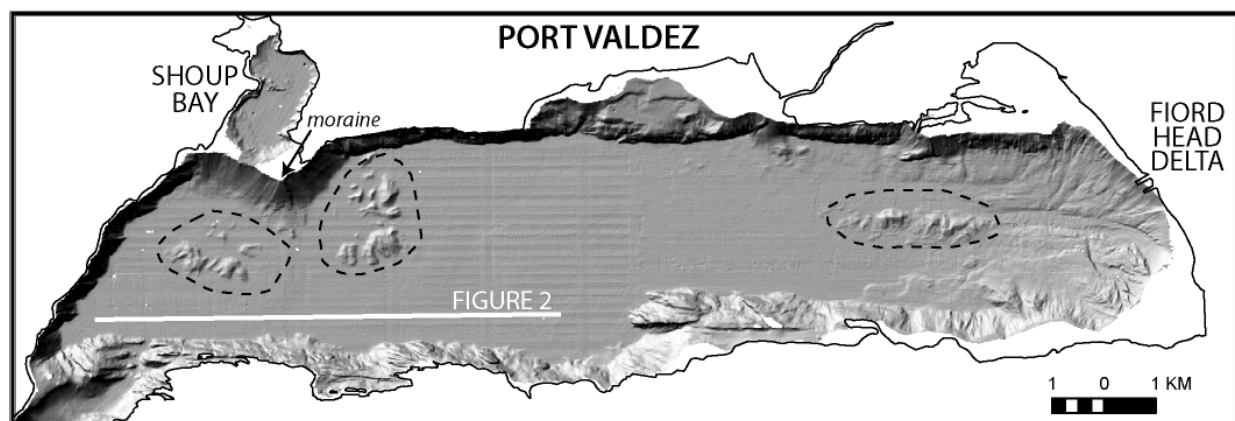 PORT VALDEZ
SHOUP
BAY
moraine
FIORD
HEAD
DELTA
FIGURE 2
1 0 1 KM